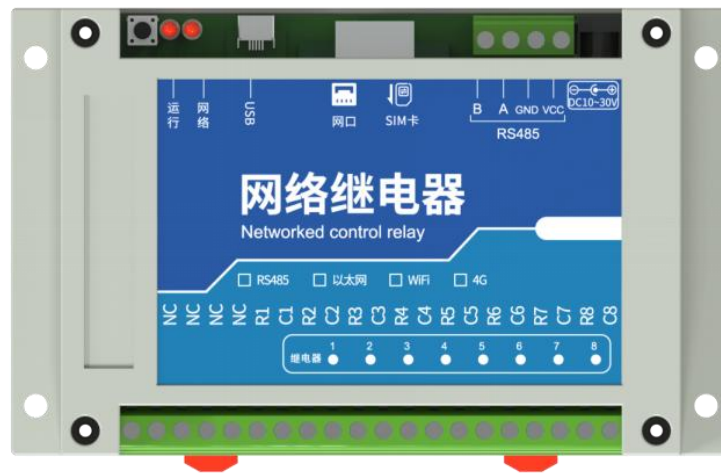 运行
网络
USB
网口
SIM卡
B A GND VCC
DC10~30V
RS485
网络继电器
Networked control relay
RS485 以太网 WiFi 4G
NC NC NC NC R1 C1 R2 C2 R3 C3 R4 C4 R5 C5 R6 C6 R7 C7 R8 C8
1 2 3 4 5 6 7 8
继电器